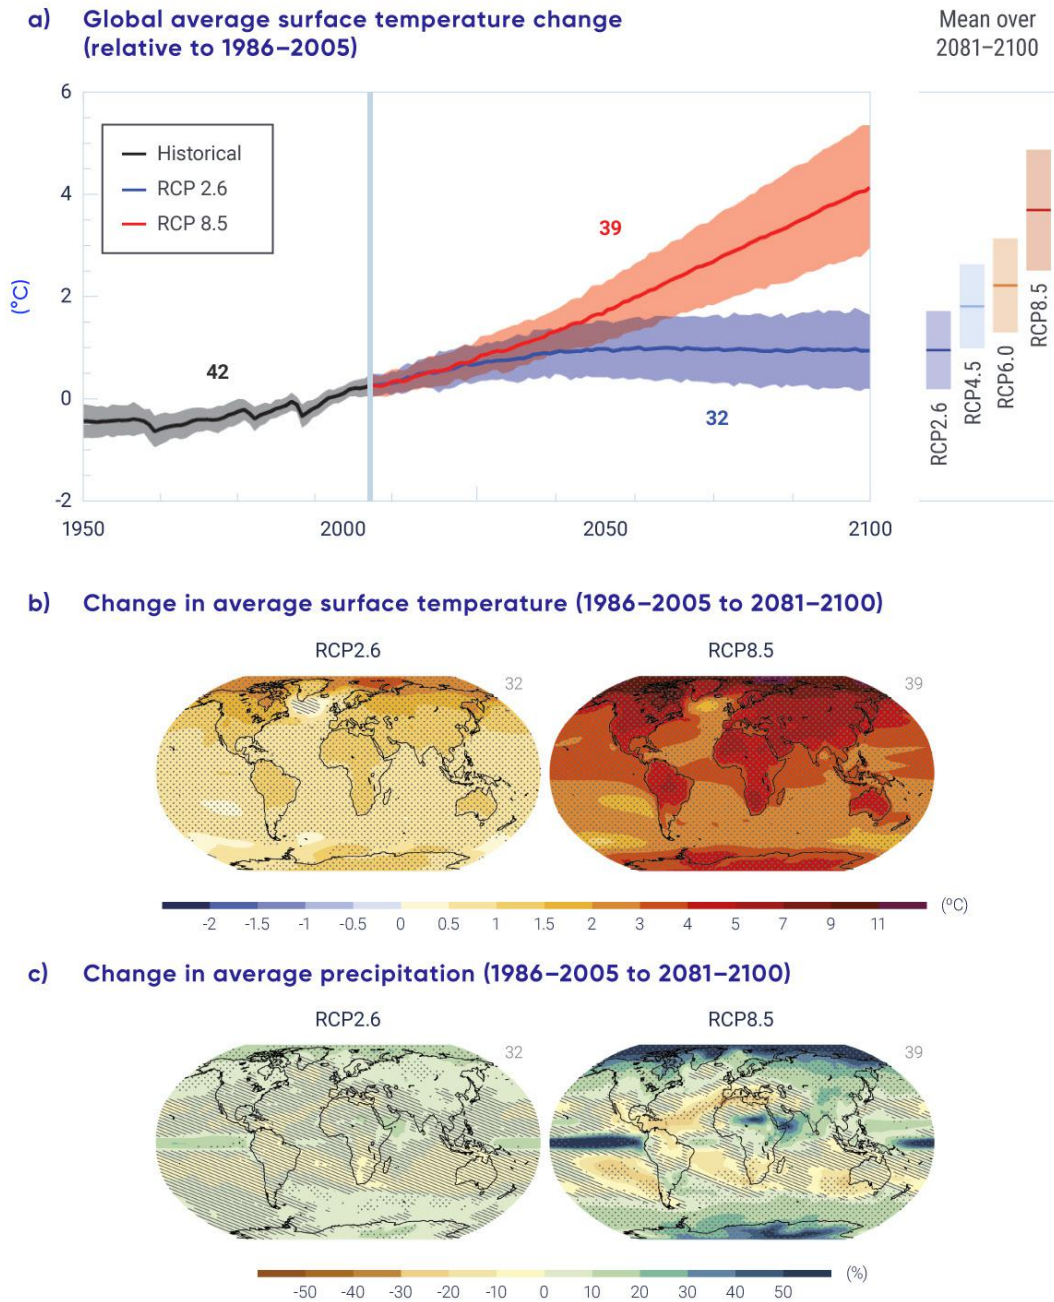 a) Global average surface temperature change
(relative to 1986–2005)
Mean over
2081–2100
6
4
2
0
-2
(°C)
Historical
RCP 2.6
RCP 8.5
42
39
32
1950
2000
2050
2100
RCP2.6
RCP4.5
RCP6.0
RCP8.5
b) Change in average surface temperature (1986–2005 to 2081–2100)
RCP2.6
RCP8.5
32
39
-2 -1.5 -1 -0.5 0 0.5 1 1.5 2 3 4 5 7 9 11 (°C)
c) Change in average precipitation (1986–2005 to 2081–2100)
RCP2.6
RCP8.5
32
39
-50 -40 -30 -20 -10 0 10 20 30 40 50 (%)